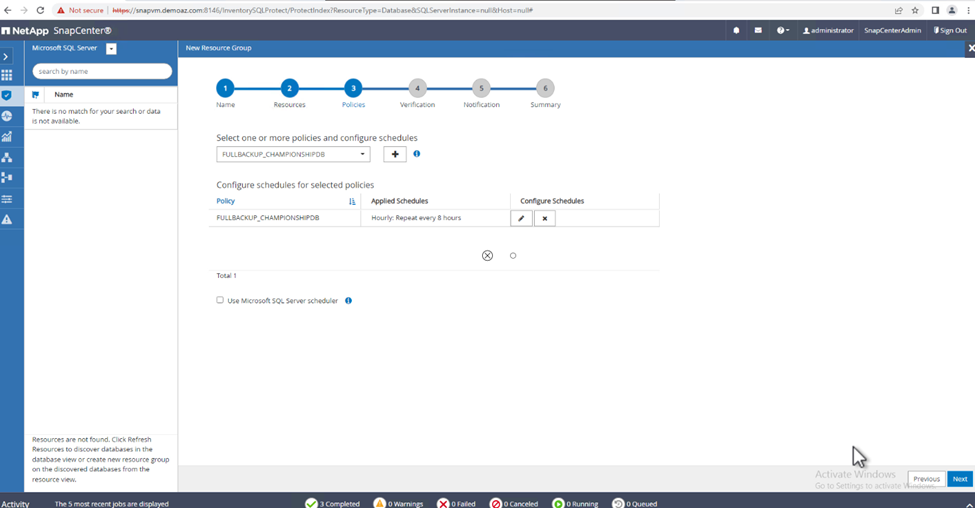 Not secure | https://snapvm.demoaz.com:8146/InventorySQLProtect/ProtectIndex?ResourceType=Database&SQLServerInstance=null&Host=null#
NetApp SnapCenter® administrator SnapCenterAdmin Sign Out
Microsoft SQL Server
New Resource Group
search by name
Name
There is no match for your search or data
is not available.
1 2 3 4 5 6
Name Resources Policies Verification Notification Summary
Select one or more policies and configure schedules
FULLBACKUP_CHAMPIONSHIPDB
Configure schedules for selected policies
Policy Applied Schedules Configure Schedules
FULLBACKUP_CHAMPIONSHIPDB Hourly: Repeat every 8 hours
Total 1
Use Microsoft SQL Server scheduler
Resources are not found. Click Refresh
Resources to discover databases in the
database view or create new resource group
on the discovered databases from the
resource view.
Activate Windows
Go to Settings to activate Windows.
Previous Next
Activity The 5 most recent jobs are displayed 3 Completed 0 Warnings 0 Failed 0 Canceled 0 Running 0 Queued